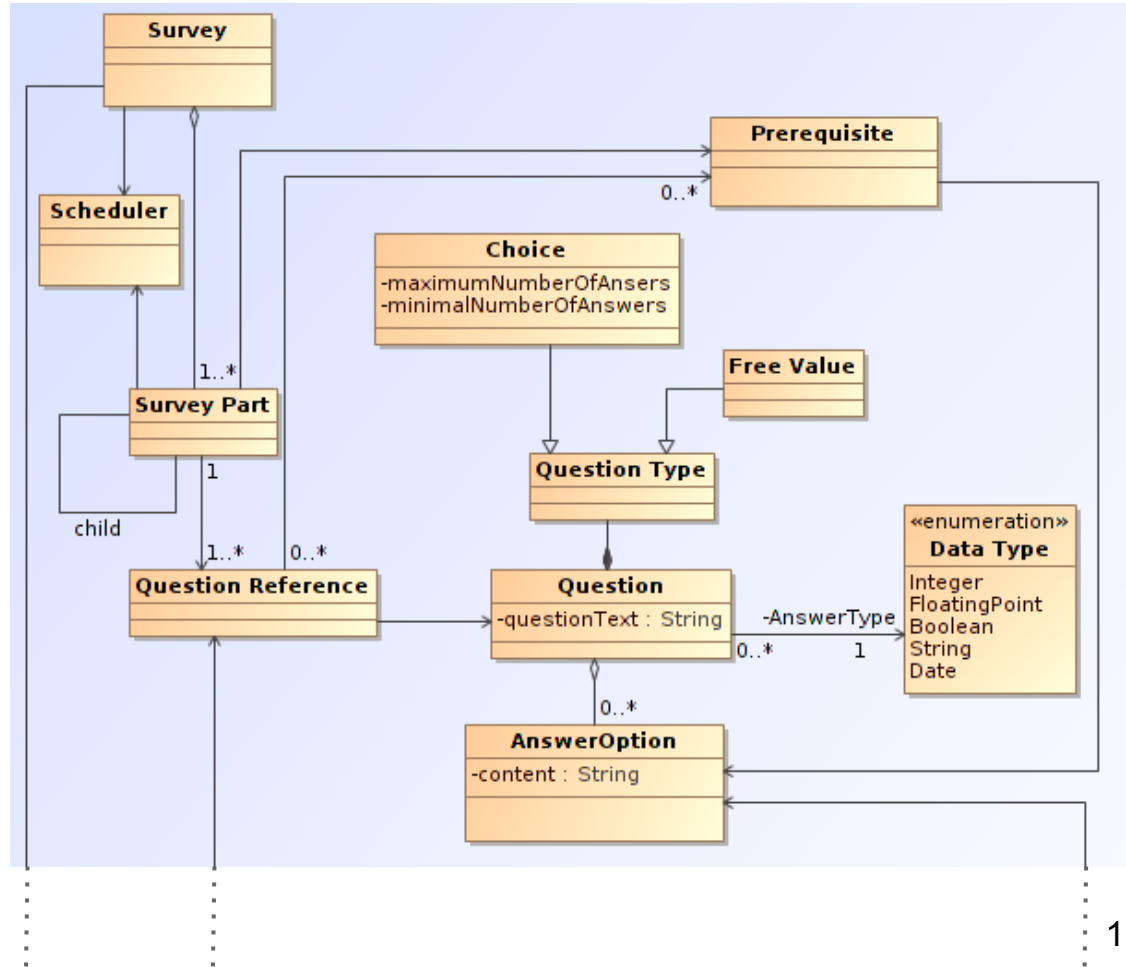 Survey
Prerequisite
0..*
Scheduler
Choice
-maximumNumberOfAnsers
-minimalNumberOfAnswers
1..*
Free Value
Survey Part
1
child
1..*
0..*
Question Type
«enumeration»
Data Type
Integer
FloatingPoint
Boolean
String
Date
Question Reference
Question
-questionText : String
-AnswerType
0..*
1
0..*
AnswerOption
-content : String
1